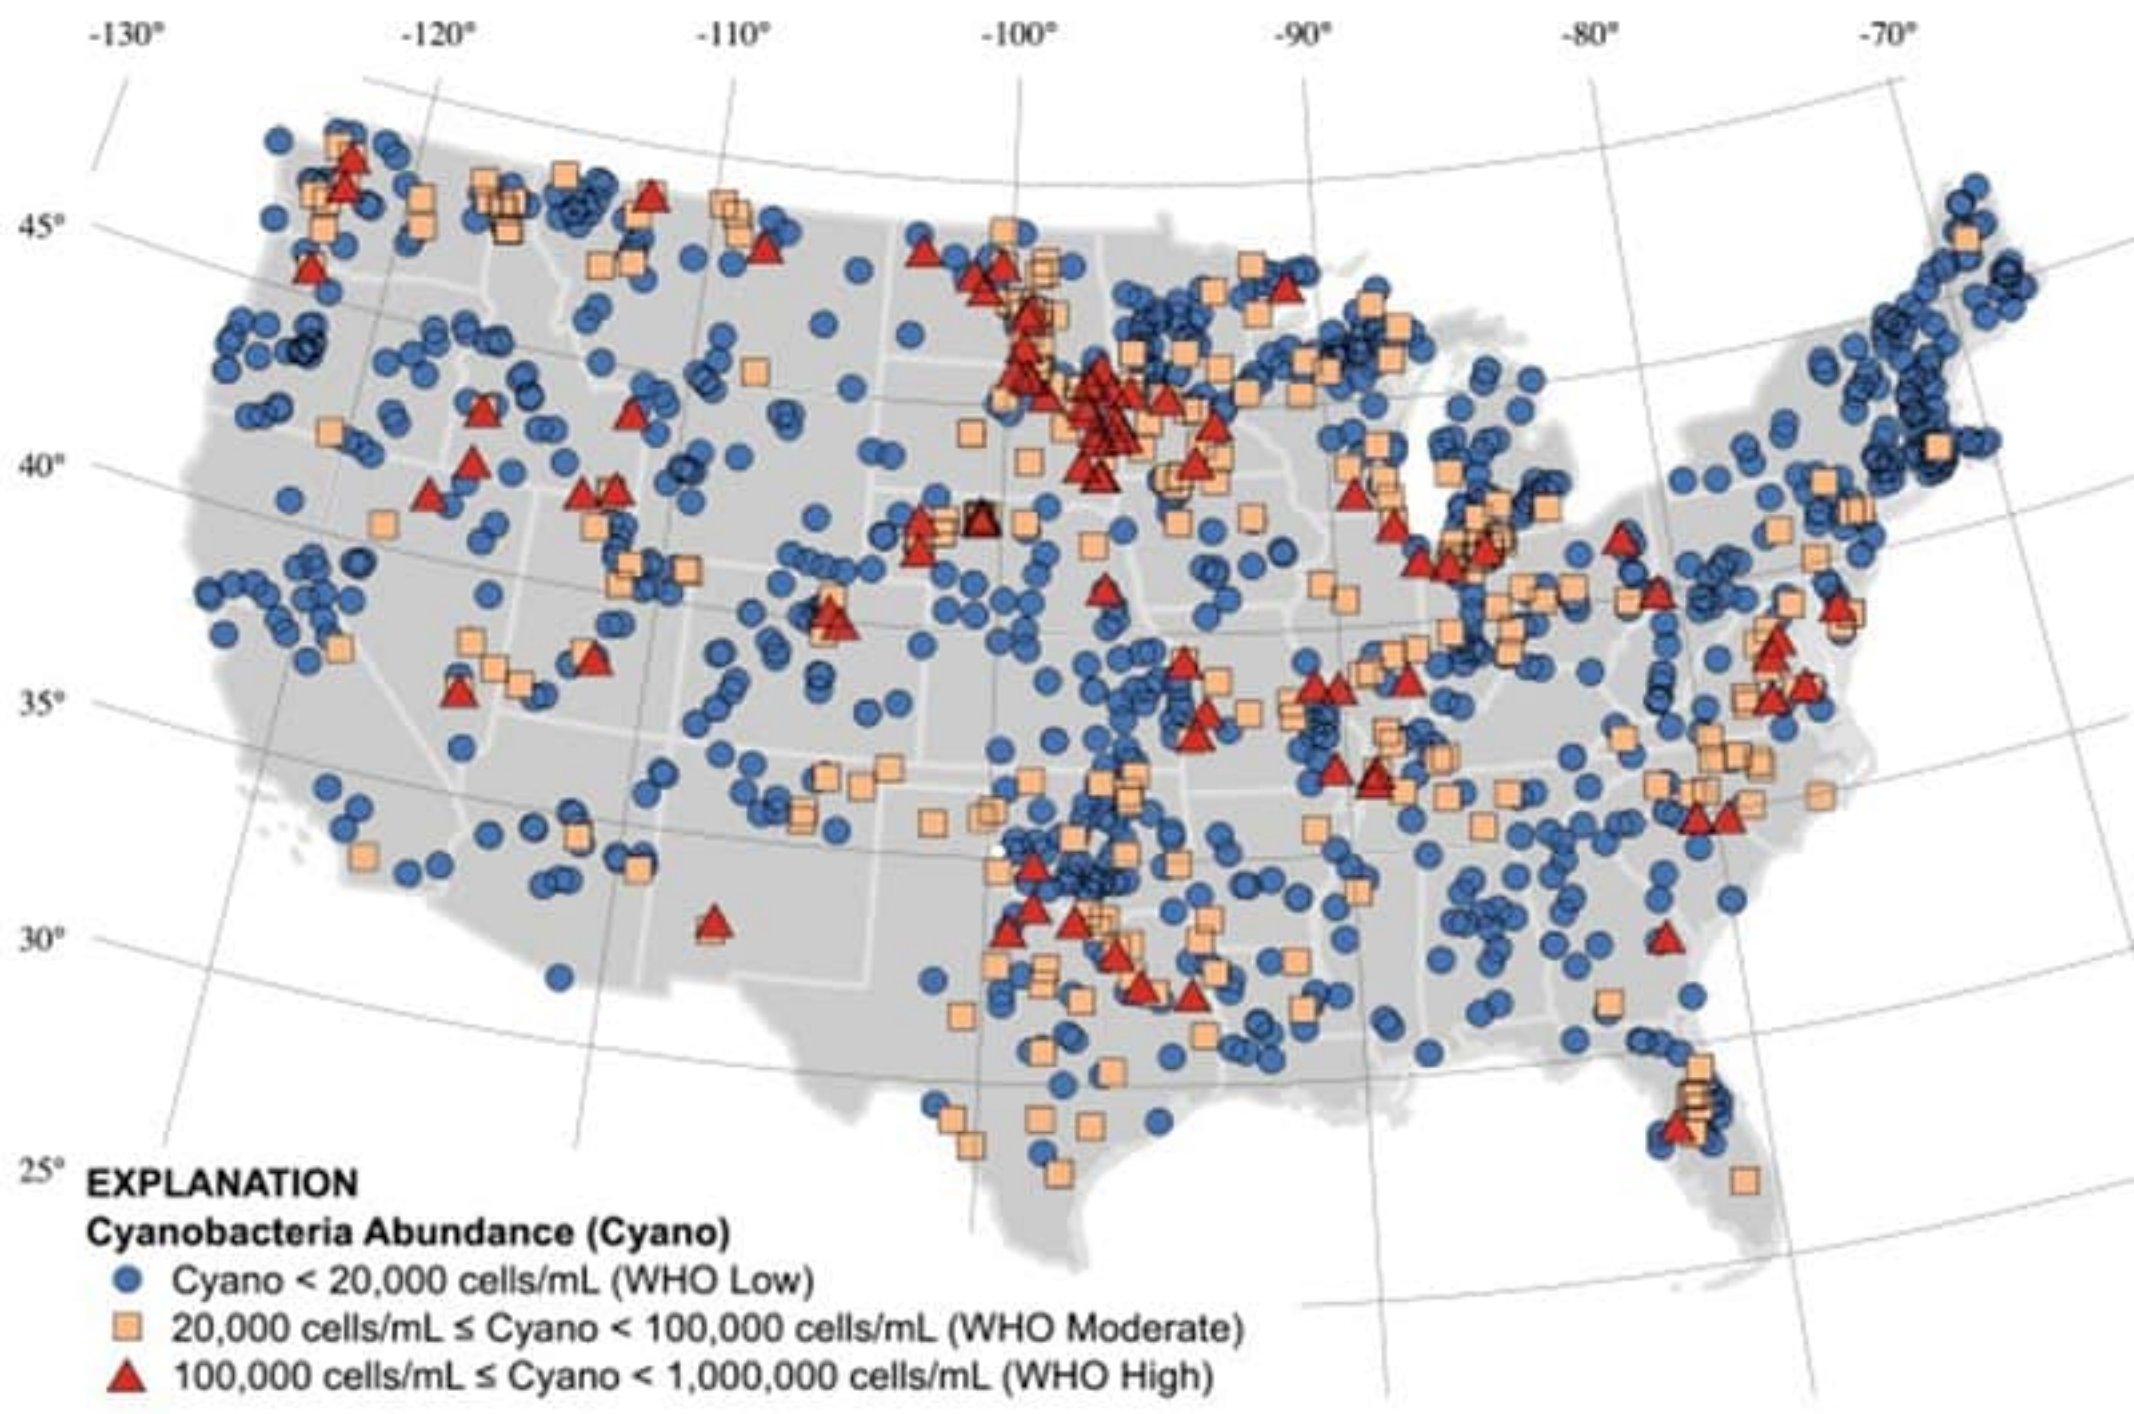 -130° -120° -110° -100° -90° -80° -70°
45°
40°
35°
30°
25°
EXPLANATION
Cyanobacteria Abundance (Cyano)
Cyano < 20,000 cells/mL (WHO Low)
20,000 cells/mL ≤ Cyano < 100,000 cells/mL (WHO Moderate)
100,000 cells/mL ≤ Cyano < 1,000,000 cells/mL (WHO High)